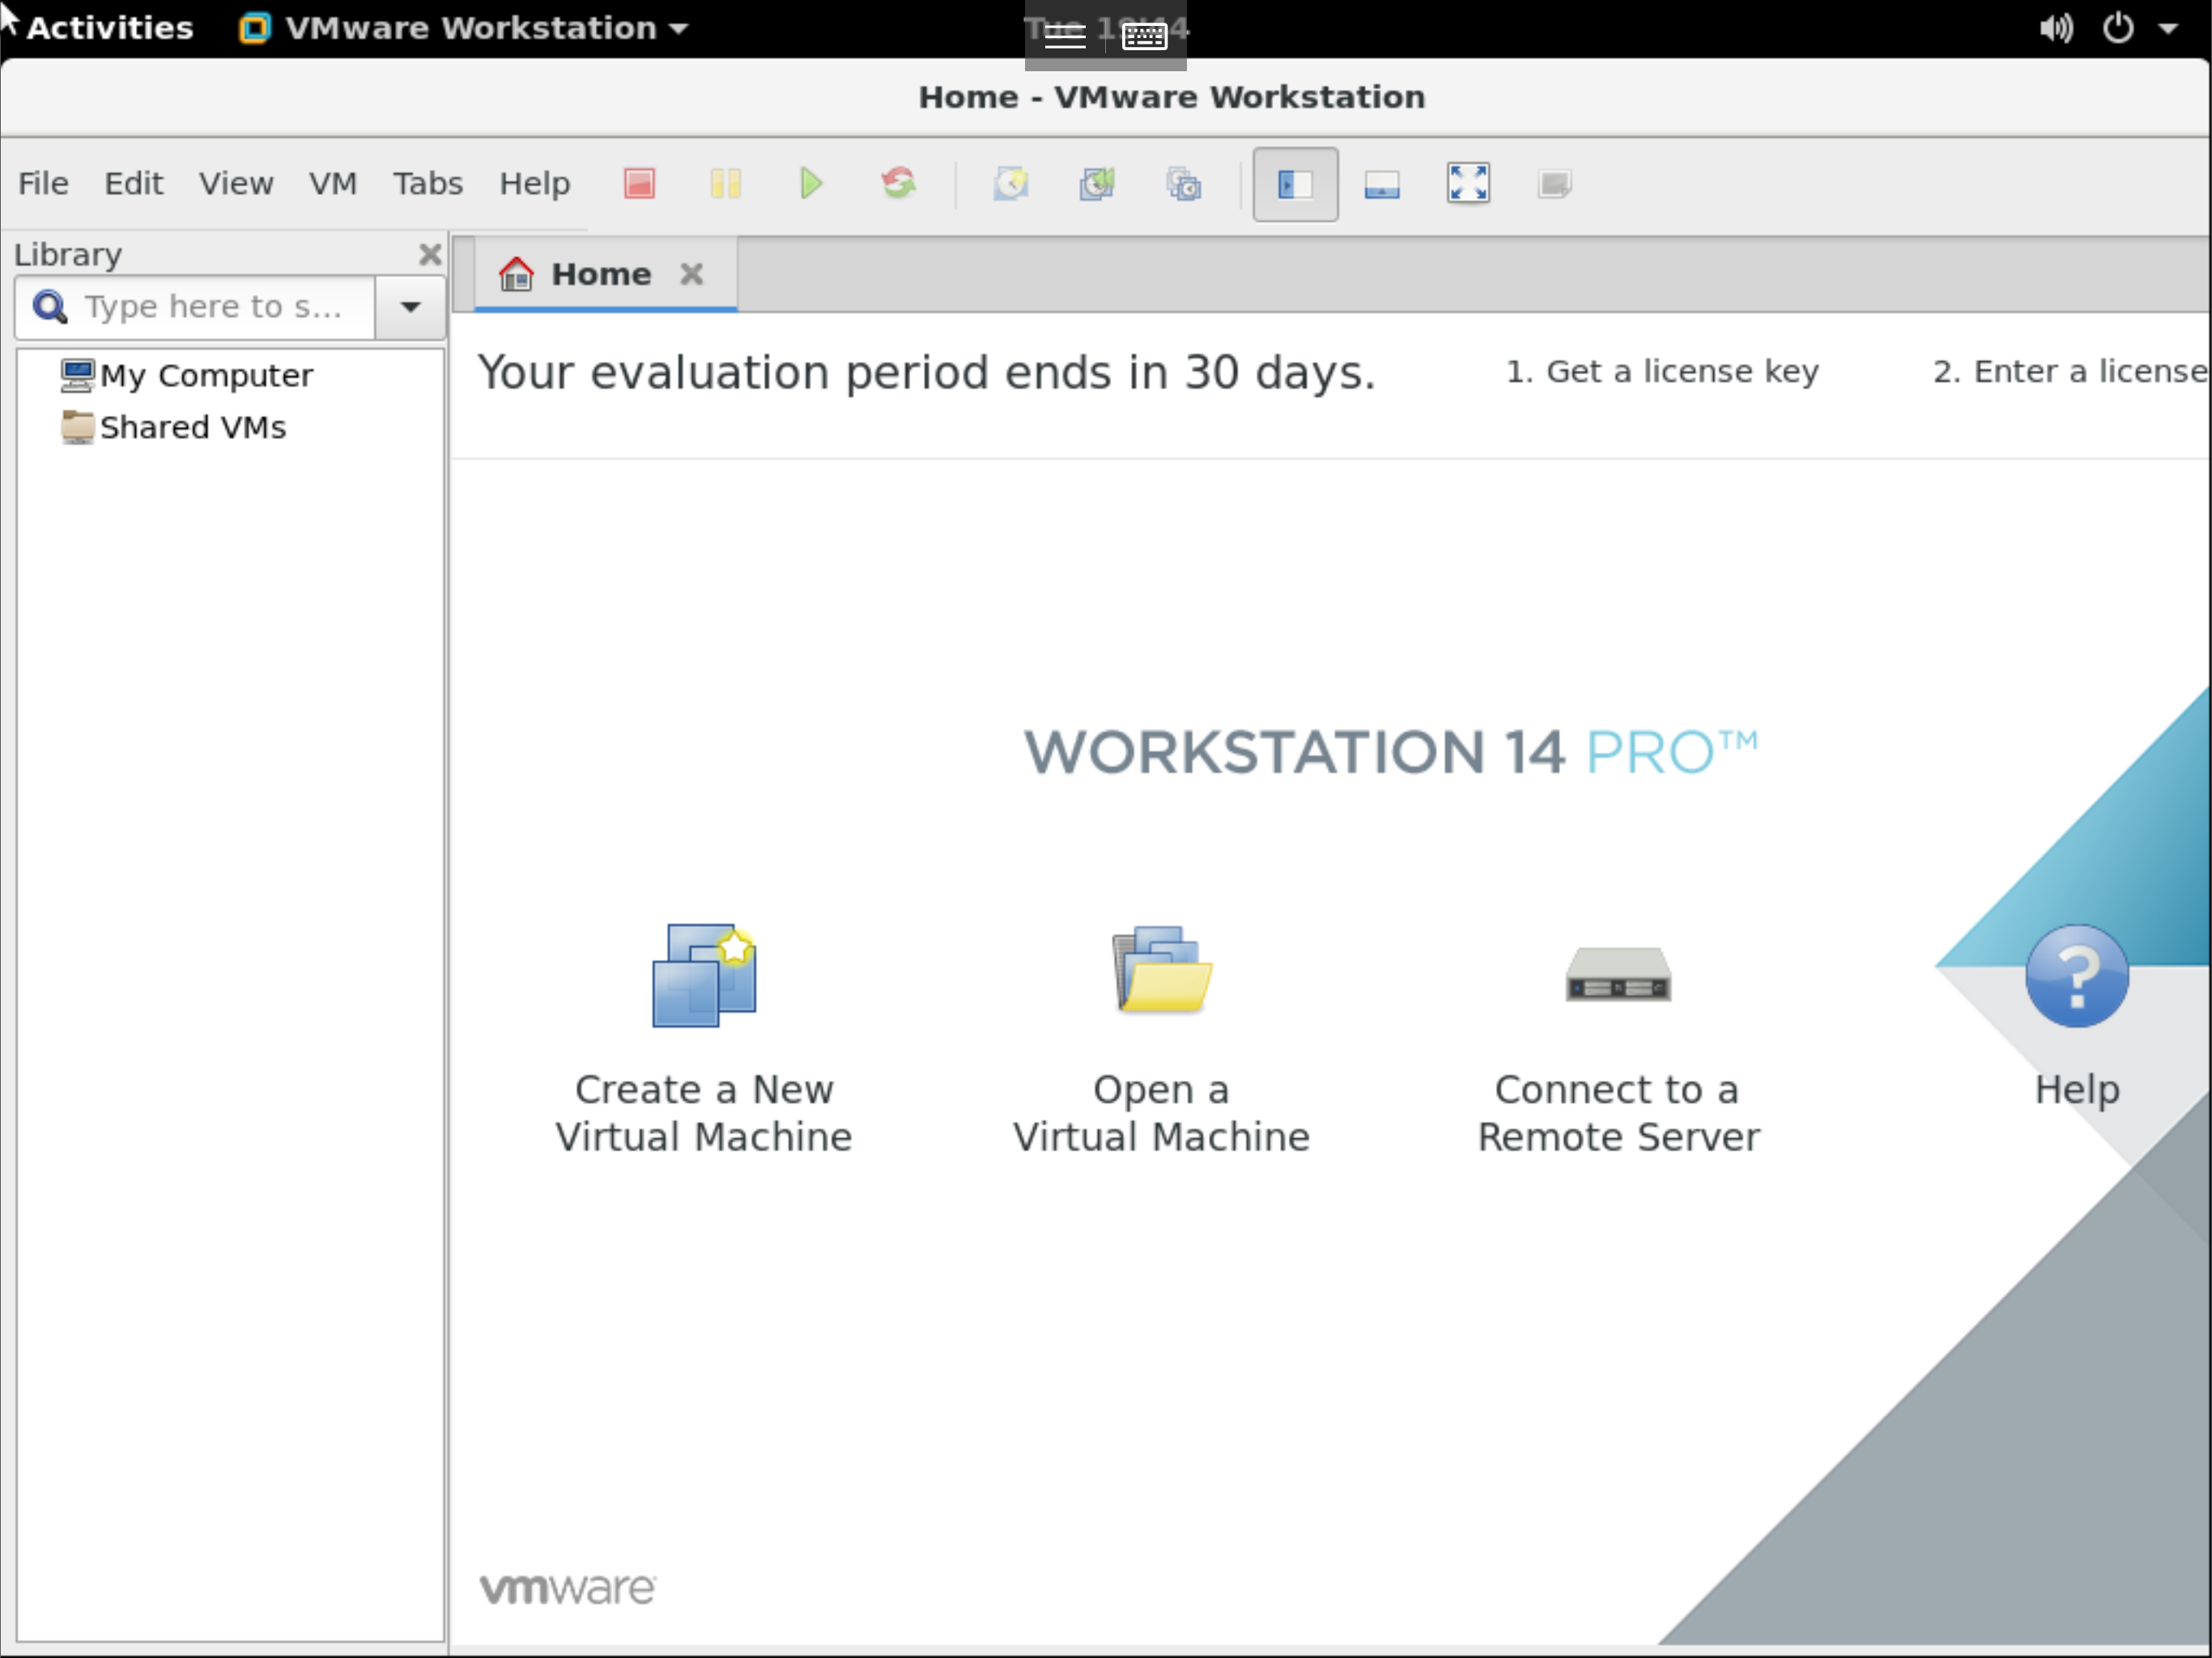 Activities VMware Workstation Tue
Home - VMware Workstation
File Edit View VM Tabs Help
Library
Type here to s...
My Computer
Shared VMs
Home
Your evaluation period ends in 30 days. 1. Get a license key 2. Enter a license
WORKSTATION 14 PRO™
Create a New
Virtual Machine
Open a
Virtual Machine
Connect to a
Remote Server
Help
vmware